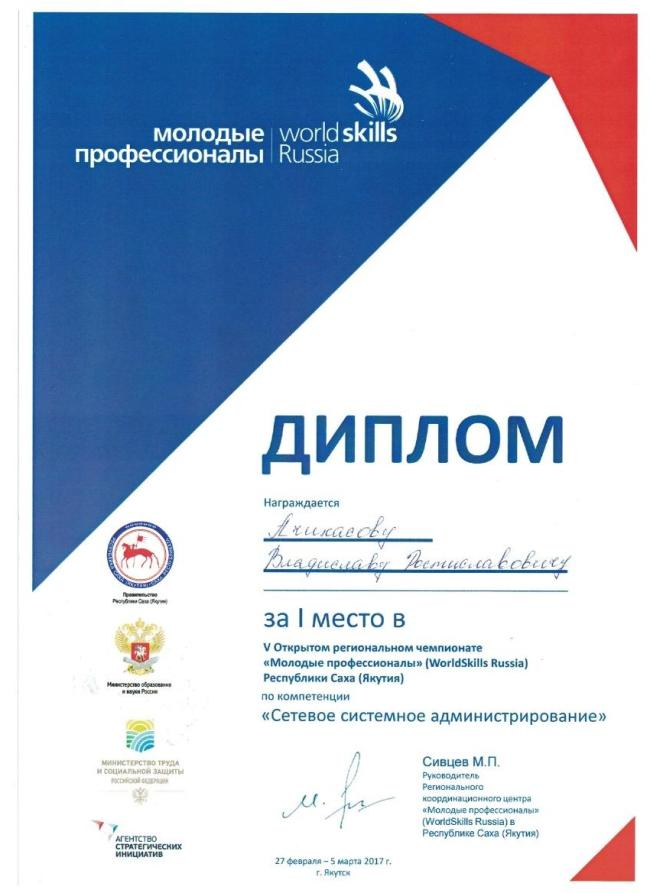 молодые профессионалы
worldskills Russia
ДИПЛОМ
Награждается
Ачикасову
Владиславу Ростиславовичу
за I место в
V Открытом региональном чемпионате
«Молодые профессионалы» (WorldSkills Russia)
Республики Саха (Якутия)
по компетенции
«Сетевое системное администрирование»
Правительство
Республики Саха (Якутия)
Министерство образования
и науки России
МИНИСТЕРСТВО ТРУДА
И СОЦИАЛЬНОЙ ЗАЩИТЫ
РОССИЙСКОЙ ФЕДЕРАЦИИ
АГЕНТСТВО
СТРАТЕГИЧЕСКИХ
ИНИЦИАТИВ
Сивцев М.П.
Руководитель
Регионального
координационного центра
«Молодые профессионалы»
(WorldSkills Russia) в
Республике Саха (Якутия)
27 февраля – 5 марта 2017 г.
г. Якутск